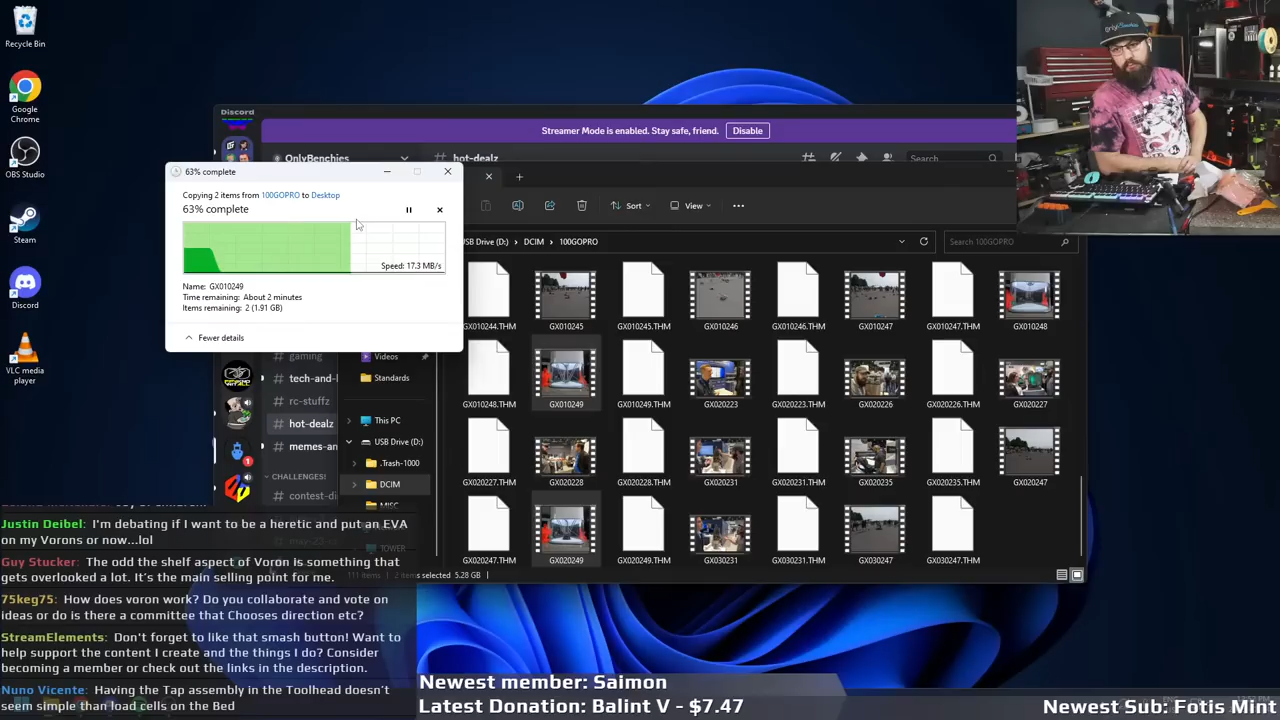 Recycle Bin
Google
Chrome
OBS Studio
Steam
Discord
VLC media
player
Discord
Streamer Mode is enabled. Stay safe, friend.
Disable
OnlyBenchies
hot-dealz
Search
63% complete
Copying 2 items from 100GOPRO to Desktop
63% complete
Speed: 17.3 MB/s
Name: GX010249
Time remaining: About 2 minutes
Items remaining: 2 (1.91 GB)
Fewer details
Sort
View
USB Drive (D:)
DCIM
100GOPRO
Search 100GOPRO
GX010244.THM
GX010245
GX010245.THM
GX010246
GX010246.THM
GX010247
GX010247.THM
GX010248
GX010248.THM
GX010249
GX010249.THM
GX020223
GX020223.THM
GX020226
GX020226.THM
GX020227
GX020227.THM
GX020228
GX020228.THM
GX020231
GX020231.THM
GX020235
GX020235.THM
GX020247
GX020247.THM
GX020249
GX020249.THM
GX030231
GX030231.THM
GX030247
GX030247.THM
gaming
tech-and-
rc-stuffz
hot-dealz
memes-an
CHALLENGES!
contest-di
Videos
Standards
This PC
USB Drive (D:)
.Trash-1000
DCIM
MISC
TOWER
111 items
2 items selected 5.28 GB
Justin Deibel: I'm debating if I want to be a heretic and put an EVA
on my Vorons or now...lol
Guy Stucker: The odd the shelf aspect of Voron is something that
gets overlooked a lot. It's the main selling point for me.
75keg75: How does voron work? Do you collaborate and vote on
ideas or do is there a committee that Chooses direction etc?
StreamElements: Don't forget to like that smash button! Want to
help support the content I create and the things I do? Consider
becoming a member or check out the links in the description.
Nuno Vicente: Having the Tap assembly in the Toolhead doesn't
seem simple than load cells on the Bed
Newest member: Saimon
Latest Donation: Balint V - $7.47
Newest Sub: Fotis Mint